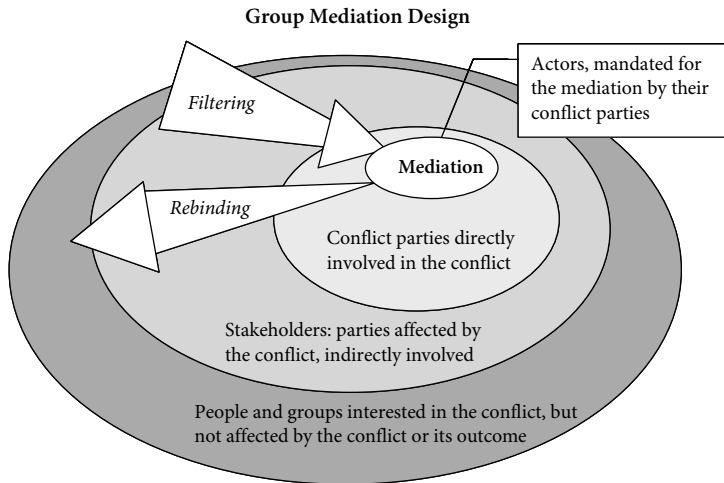 Group Mediation Design
Actors, mandated for
the mediation by their
conflict parties
Filtering
Mediation
Rebinding
Conflict parties directly
involved in the conflict
Stakeholders: parties affected by
the conflict, indirectly involved
People and groups interested in the conflict, but
not affected by the conflict or its outcome